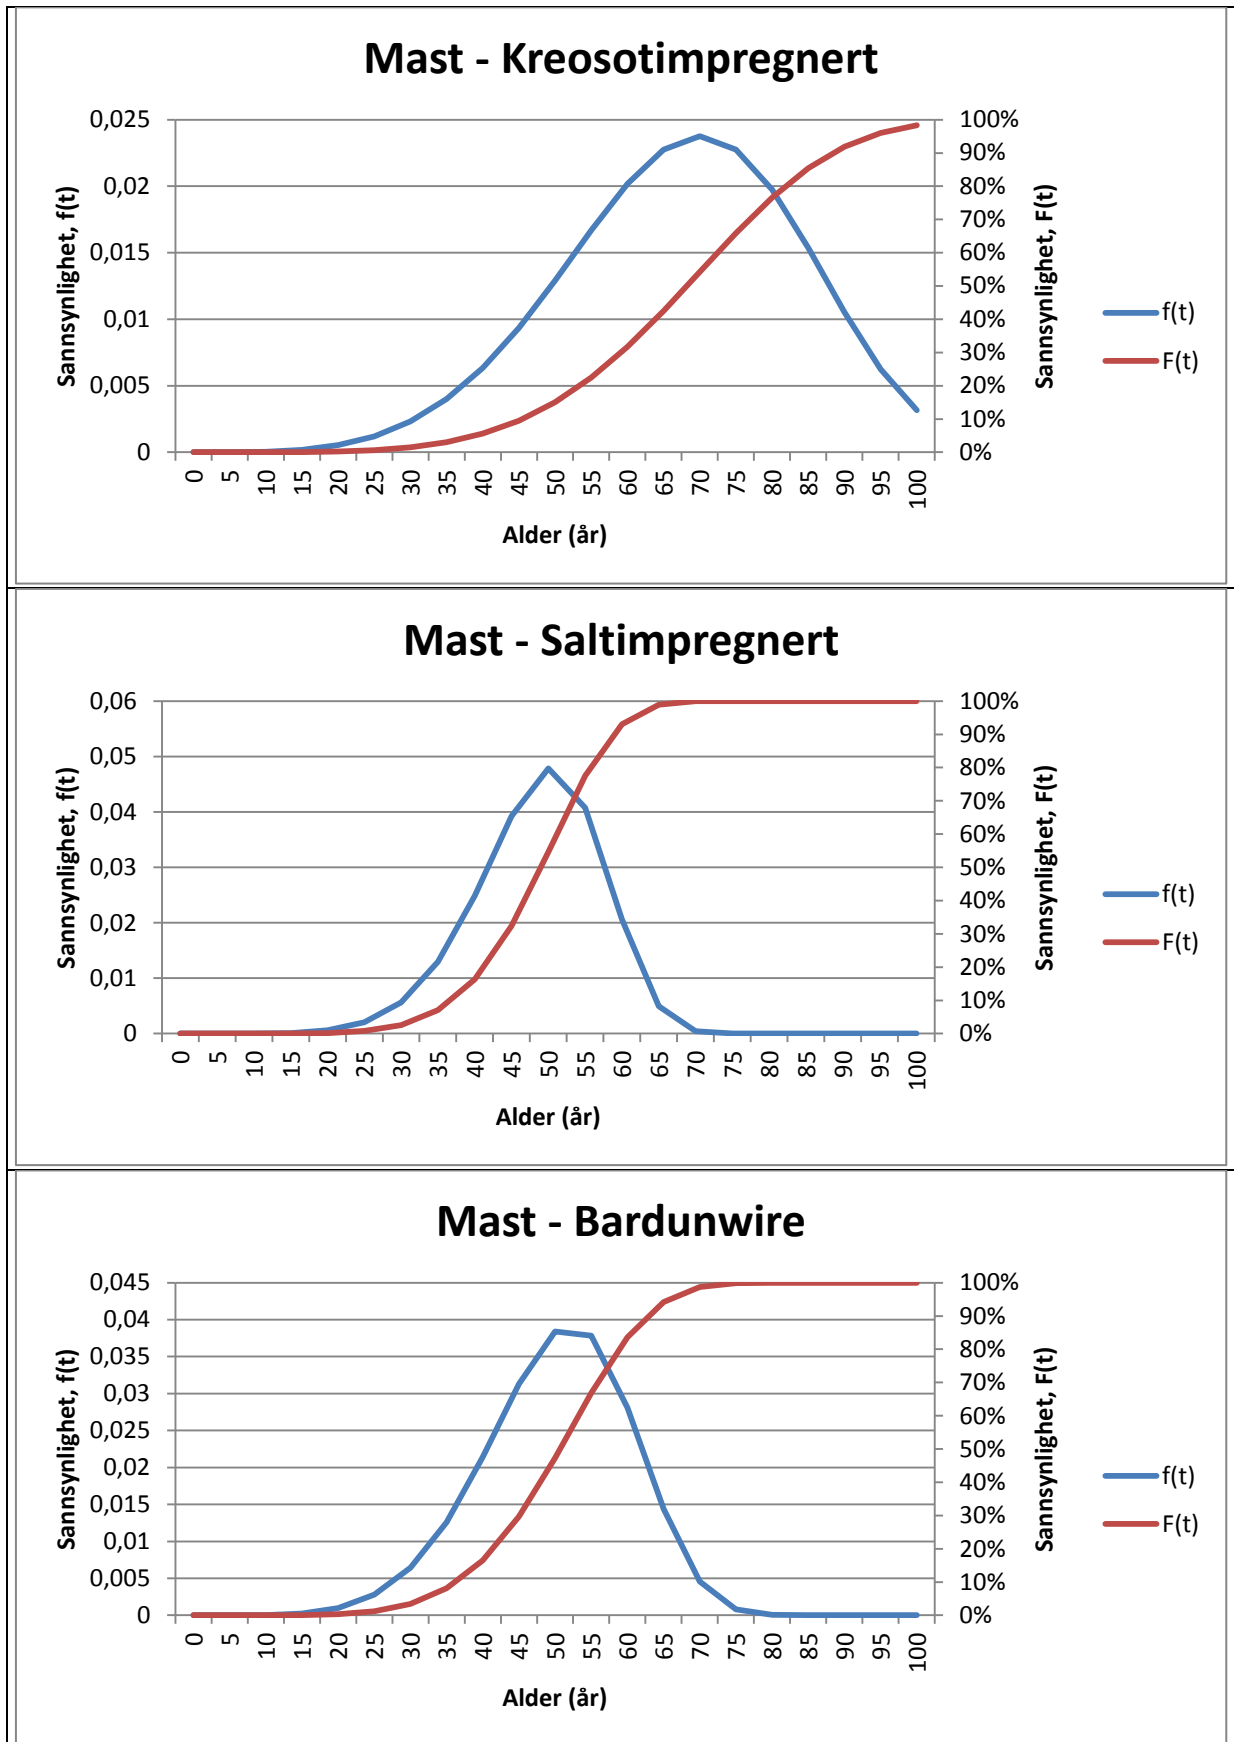 Mast - Kreosotimpregnert
0,025
0,02
0,015
0,01
0,005
0
Sannsynlighet, f(t)
100%
90%
80%
70%
60%
50%
40%
30%
20%
10%
0%
Sannsynlighet, F(t)
f(t)
F(t)
0 5 10 15 20 25 30 35 40 45 50 55 60 65 70 75 80 85 90 95 100
Alder (år)
Mast - Saltimpregnert
0,06
0,05
0,04
0,03
0,02
0,01
0
Sannsynlighet, f(t)
100%
90%
80%
70%
60%
50%
40%
30%
20%
10%
0%
Sannsynlighet, F(t)
f(t)
F(t)
0 5 10 15 20 25 30 35 40 45 50 55 60 65 70 75 80 85 90 95 100
Alder (år)
Mast - Bardunwire
0,045
0,04
0,035
0,03
0,025
0,02
0,015
0,01
0,005
0
Sannsynlighet, f(t)
100%
90%
80%
70%
60%
50%
40%
30%
20%
10%
0%
Sannsynlighet, F(t)
f(t)
F(t)
0 5 10 15 20 25 30 35 40 45 50 55 60 65 70 75 80 85 90 95 100
Alder (år)